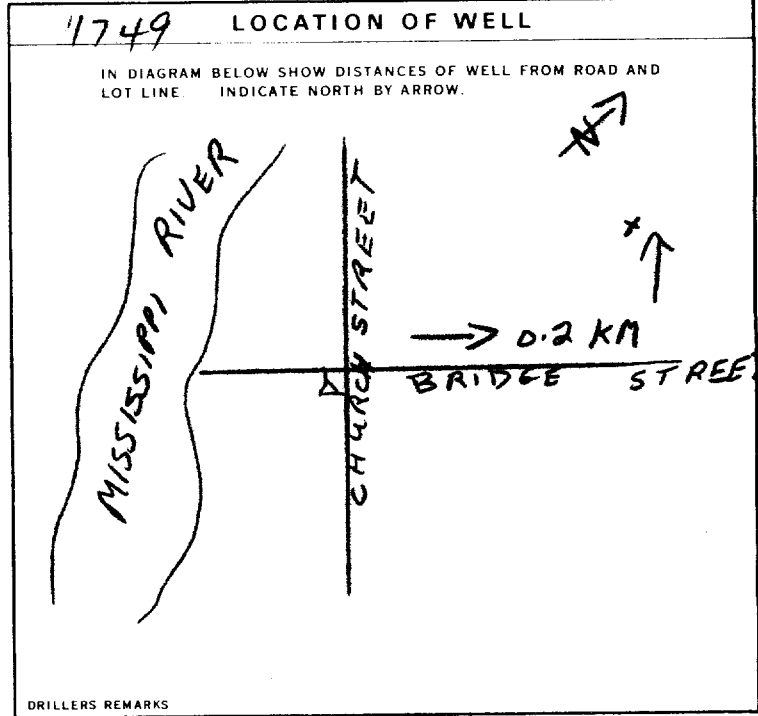 1749 LOCATION OF WELL
IN DIAGRAM BELOW SHOW DISTANCES OF WELL FROM ROAD AND
LOT LINE. INDICATE NORTH BY ARROW.
N
MISSISSIPPI RIVER
CHURCH STREET
x
0.2 KM
BRIDGE STREE
DRILLERS REMARKS